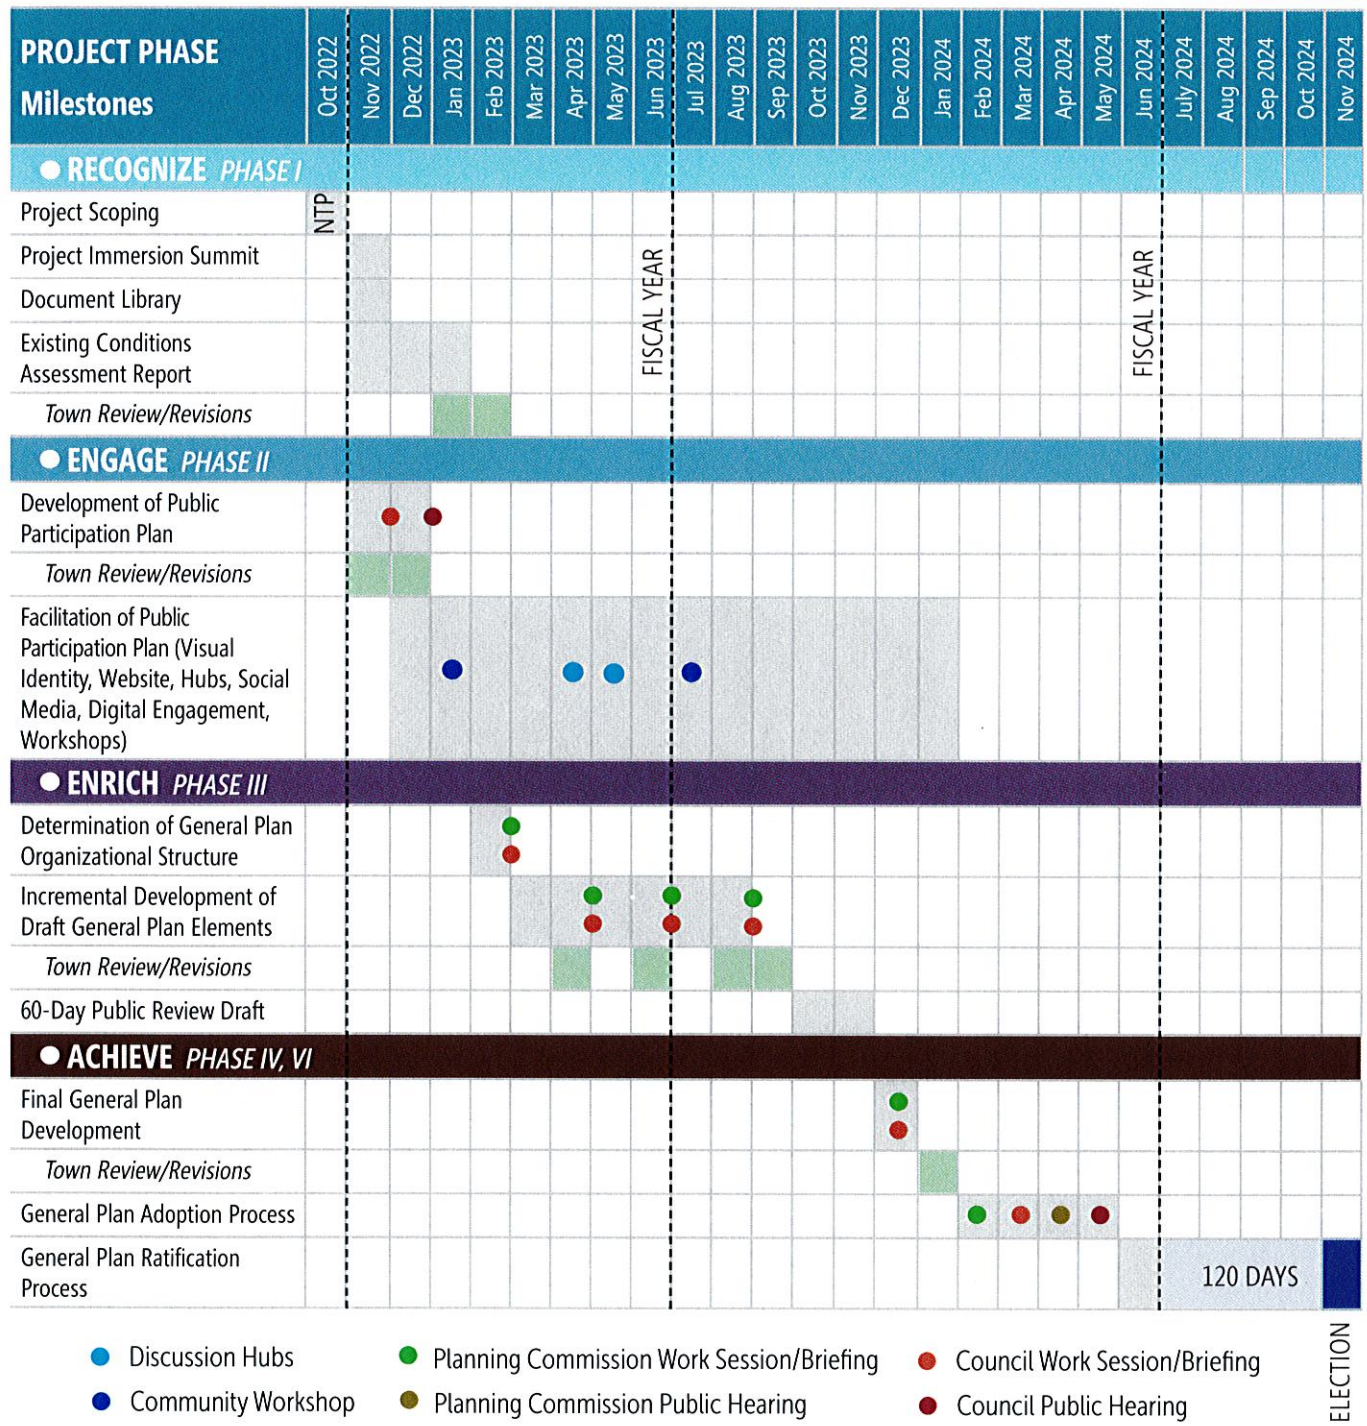 PROJECT PHASE
Milestones
Oct 2022
Nov 2022
Dec 2022
Jan 2023
Feb 2023
Mar 2023
Apr 2023
May 2023
Jun 2023
Jul 2023
Aug 2023
Sep 2023
Oct 2023
Nov 2023
Dec 2023
Jan 2024
Feb 2024
Mar 2024
Apr 2024
May 2024
Jun 2024
July 2024
Aug 2024
Sep 2024
Oct 2024
Nov 2024
RECOGNIZE PHASE I
Project Scoping
NTP
Project Immersion Summit
Document Library
Existing Conditions
Assessment Report
FISCAL YEAR
FISCAL YEAR
Town Review/Revisions
ENGAGE PHASE II
Development of Public
Participation Plan
Town Review/Revisions
Facilitation of Public
Participation Plan (Visual
Identity, Website, Hubs, Social
Media, Digital Engagement,
Workshops)
ENRICH PHASE III
Determination of General Plan
Organizational Structure
Incremental Development of
Draft General Plan Elements
Town Review/Revisions
60-Day Public Review Draft
ACHIEVE PHASE IV, VI
Final General Plan
Development
Town Review/Revisions
General Plan Adoption Process
General Plan Ratification
Process
120 DAYS
ELECTION
Discussion Hubs
Planning Commission Work Session/Briefing
Council Work Session/Briefing
Community Workshop
Planning Commission Public Hearing
Council Public Hearing